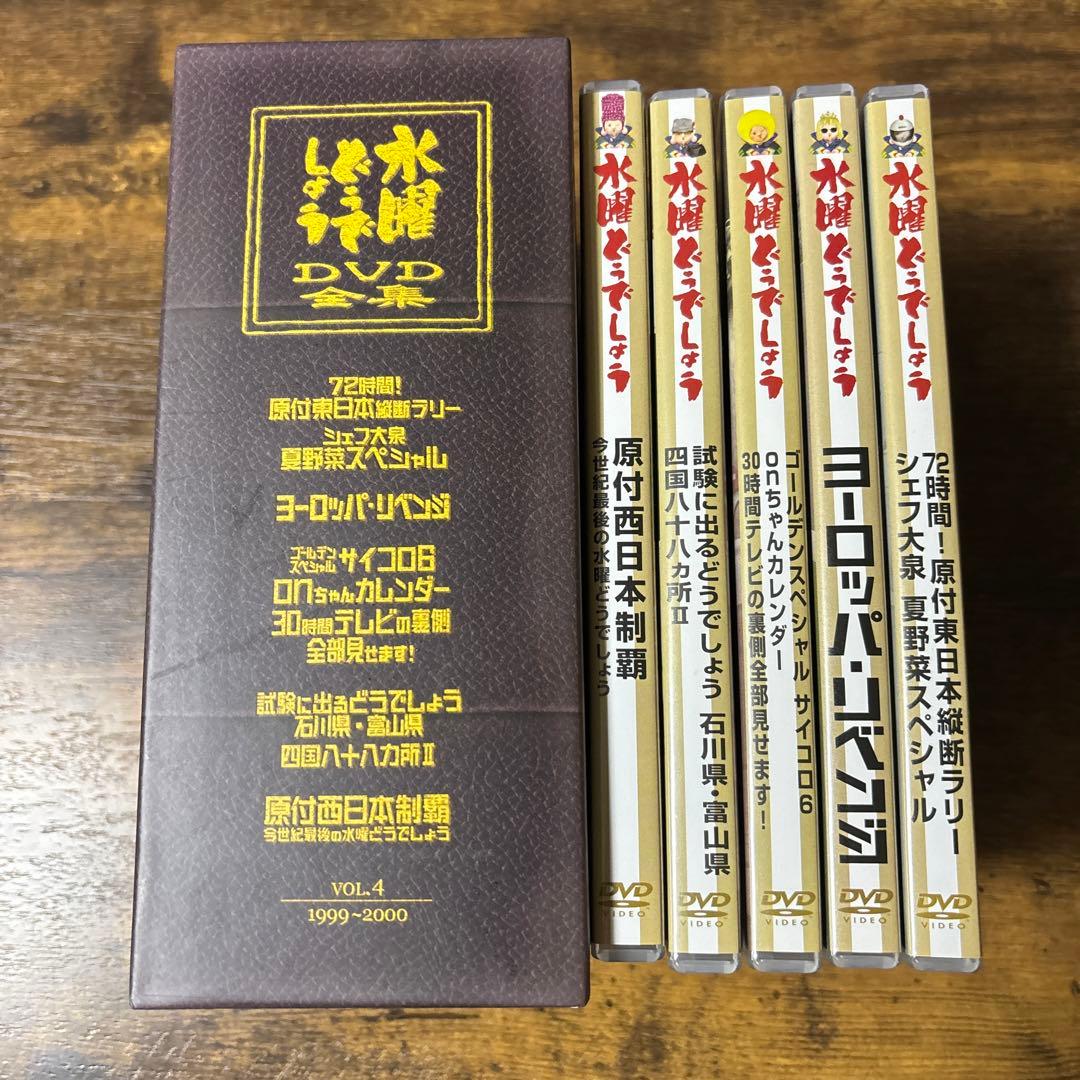 水曜
どうで
しょう
DVD
全集
72時間!
原付東日本縦断ラリー
シェフ大泉
夏野菜スペシャル
ヨーロッパ・リベンジ
ゴールデン
スペシャル サイコロ6
onちゃんカレンダー
30時間テレビの裏側
全部見せます!
試験に出るどうでしょう
石川県・富山県
四国八十八カ所II
原付西日本制覇
今世紀最後の水曜どうでしょう
VOL.4
1999~2000
水曜どうでしょう
原付西日本制覇
今世紀最後の水曜どうでしょう
DVD
VIDEO
水曜どうでしょう
試験に出るどうでしょう 石川県・富山県
四国八十八カ所II
DVD
VIDEO
水曜どうでしょう
ゴールデンスペシャル サイコロ6
onちゃんカレンダー
30時間テレビの裏側全部見せます!
DVD
VIDEO
水曜どうでしょう
ヨーロッパ・リベンジ
DVD
VIDEO
水曜どうでしょう
72時間!原付東日本縦断ラリー
シェフ大泉 夏野菜スペシャル
DVD
VIDEO